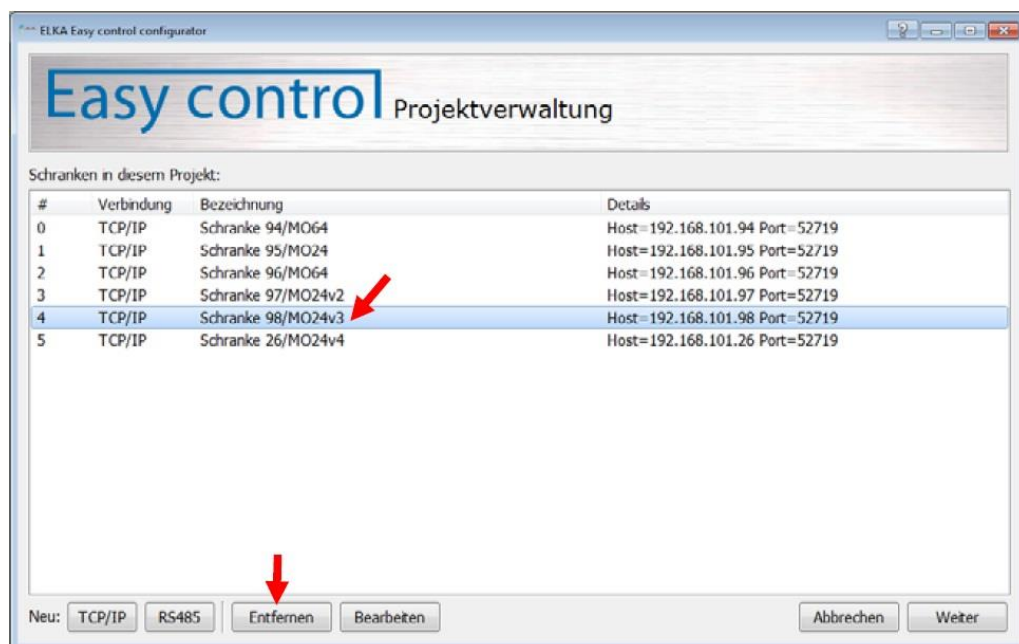 ELKA Easy control configurator
Easy control Projektverwaltung
Schranken in diesem Projekt:
# Verbindung Bezeichnung Details
0 TCP/IP Schranke 94/MO64 Host=192.168.101.94 Port=52719
1 TCP/IP Schranke 95/MO24 Host=192.168.101.95 Port=52719
2 TCP/IP Schranke 96/MO64 Host=192.168.101.96 Port=52719
3 TCP/IP Schranke 97/MO24v2 Host=192.168.101.97 Port=52719
4 TCP/IP Schranke 98/MO24v3 Host=192.168.101.98 Port=52719
5 TCP/IP Schranke 26/MO24v4 Host=192.168.101.26 Port=52719
Neu: TCP/IP RS485 Entfernen Bearbeiten Abbrechen Weiter